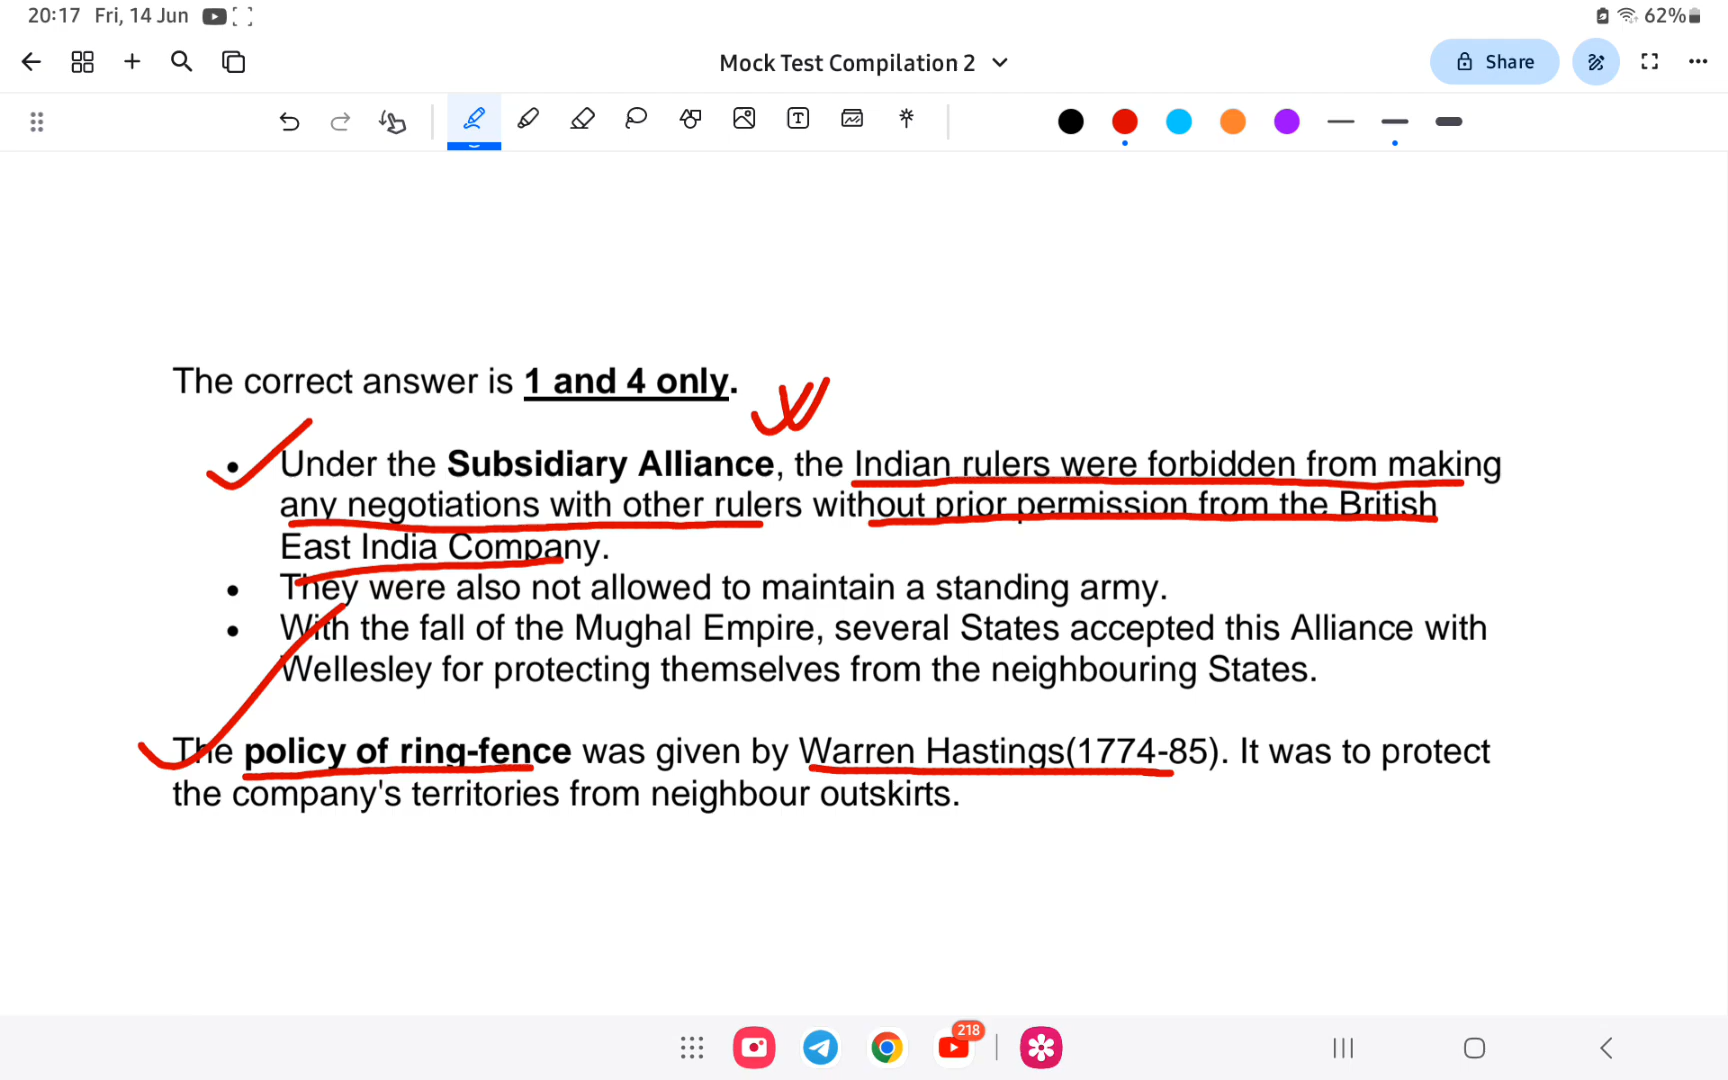 20:17 Fri, 14 Jun
62%
Mock Test Compilation 2
Share
The correct answer is 1 and 4 only.
• Under the Subsidiary Alliance, the Indian rulers were forbidden from making
any negotiations with other rulers without prior permission from the British
East India Company.
• They were also not allowed to maintain a standing army.
• With the fall of the Mughal Empire, several States accepted this Alliance with
Wellesley for protecting themselves from the neighbouring States.
The policy of ring-fence was given by Warren Hastings(1774-85). It was to protect
the company's territories from neighbour outskirts.
218